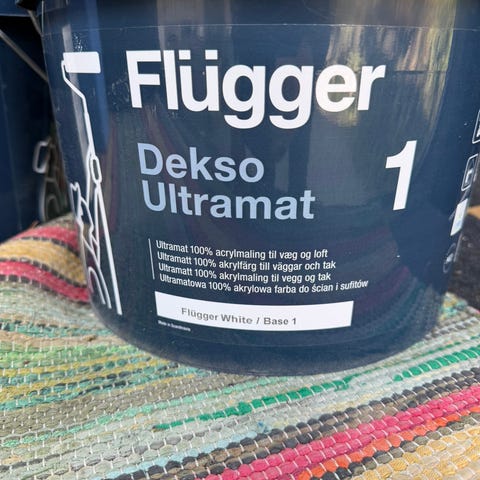 Flügger
Dekso
Ultramat
1
Ultramat 100% acrylmaling til væg og loft
Ultramatt 100% akrylfärg till väggar och tak
Ultramatt 100% akrylmaling til vegg og tak
Ultramatowa 100% akrylowa farba do ścian i sufitów
Flügger White / Base 1
Made in Scandinavia